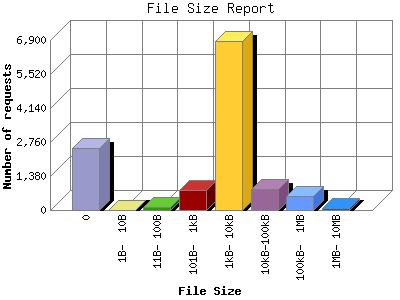 File Size Report
Number of requests
6,900
5,520
4,140
2,760
1,380
0
0
1B- 10B
11B- 100B
101B- 1kB
1kB- 10kB
10kB-100kB
100kB- 1MB
1MB- 10MB
File Size